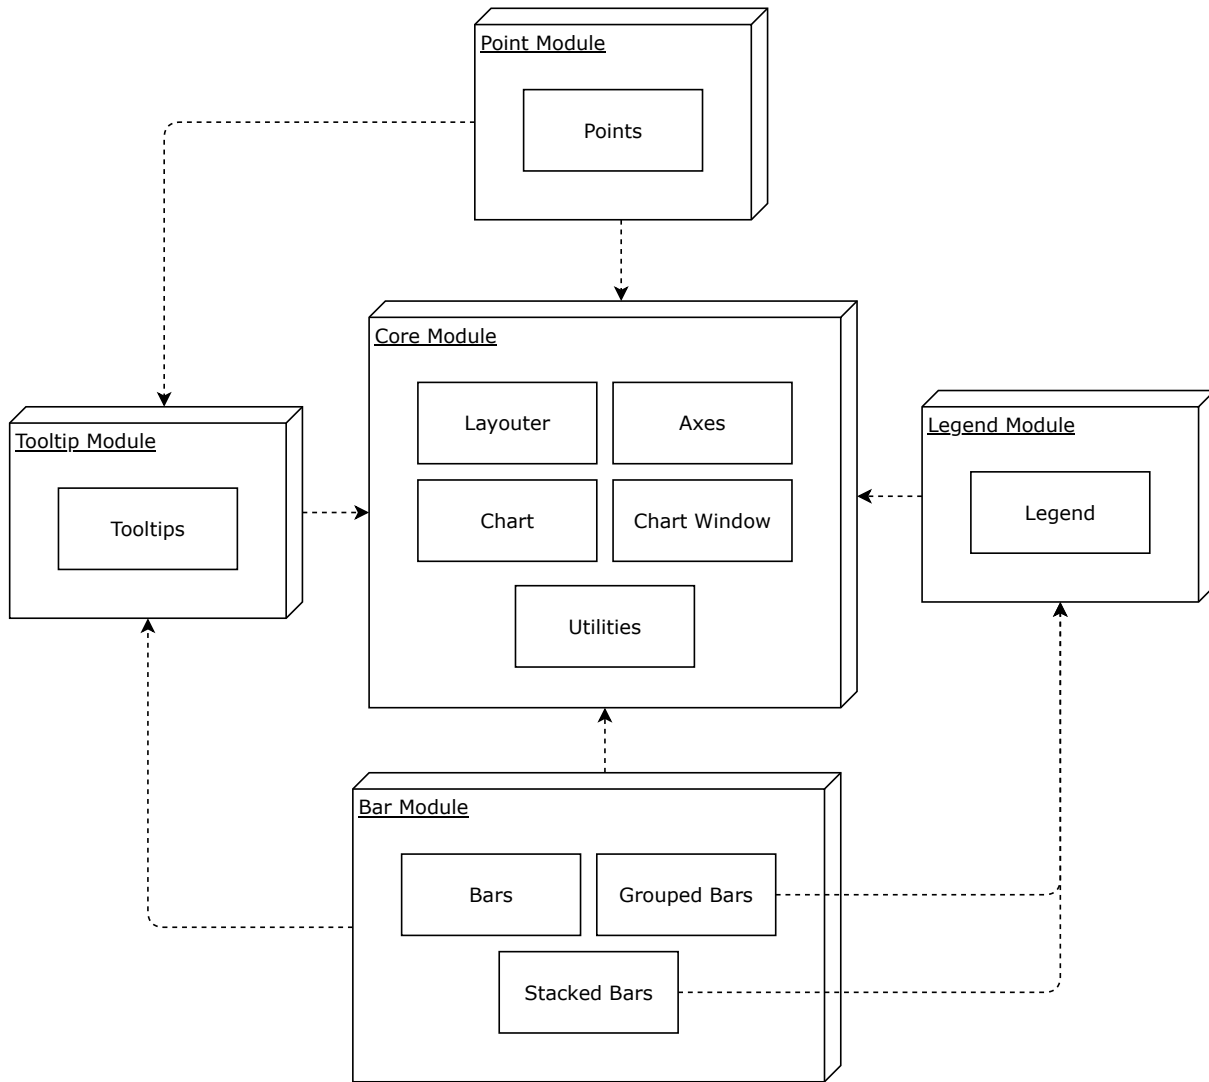 Point Module
Points
Core Module
Layouter
Axes
Chart
Chart Window
Utilities
Tooltip Module
Tooltips
Legend Module
Legend
Bar Module
Bars
Grouped Bars
Stacked Bars